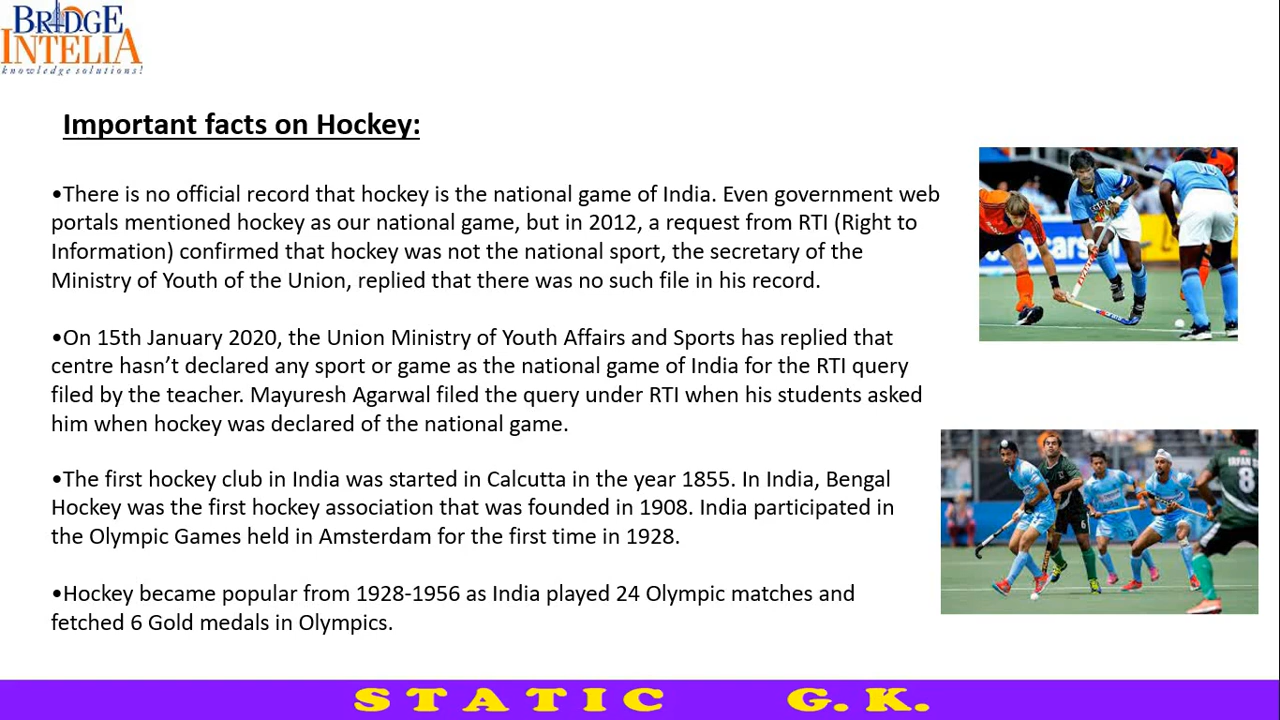 BRIDGE
INTELIA
knowledge solutions!
Important facts on Hockey:
•There is no official record that hockey is the national game of India. Even government web
portals mentioned hockey as our national game, but in 2012, a request from RTI (Right to
Information) confirmed that hockey was not the national sport, the secretary of the
Ministry of Youth of the Union, replied that there was no such file in his record.
•On 15th January 2020, the Union Ministry of Youth Affairs and Sports has replied that
centre hasn't declared any sport or game as the national game of India for the RTI query
filed by the teacher. Mayuresh Agarwal filed the query under RTI when his students asked
him when hockey was declared of the national game.
•The first hockey club in India was started in Calcutta in the year 1855. In India, Bengal
Hockey was the first hockey association that was founded in 1908. India participated in
the Olympic Games held in Amsterdam for the first time in 1928.
•Hockey became popular from 1928-1956 as India played 24 Olympic matches and
fetched 6 Gold medals in Olympics.
8
6
STATIC G.K.